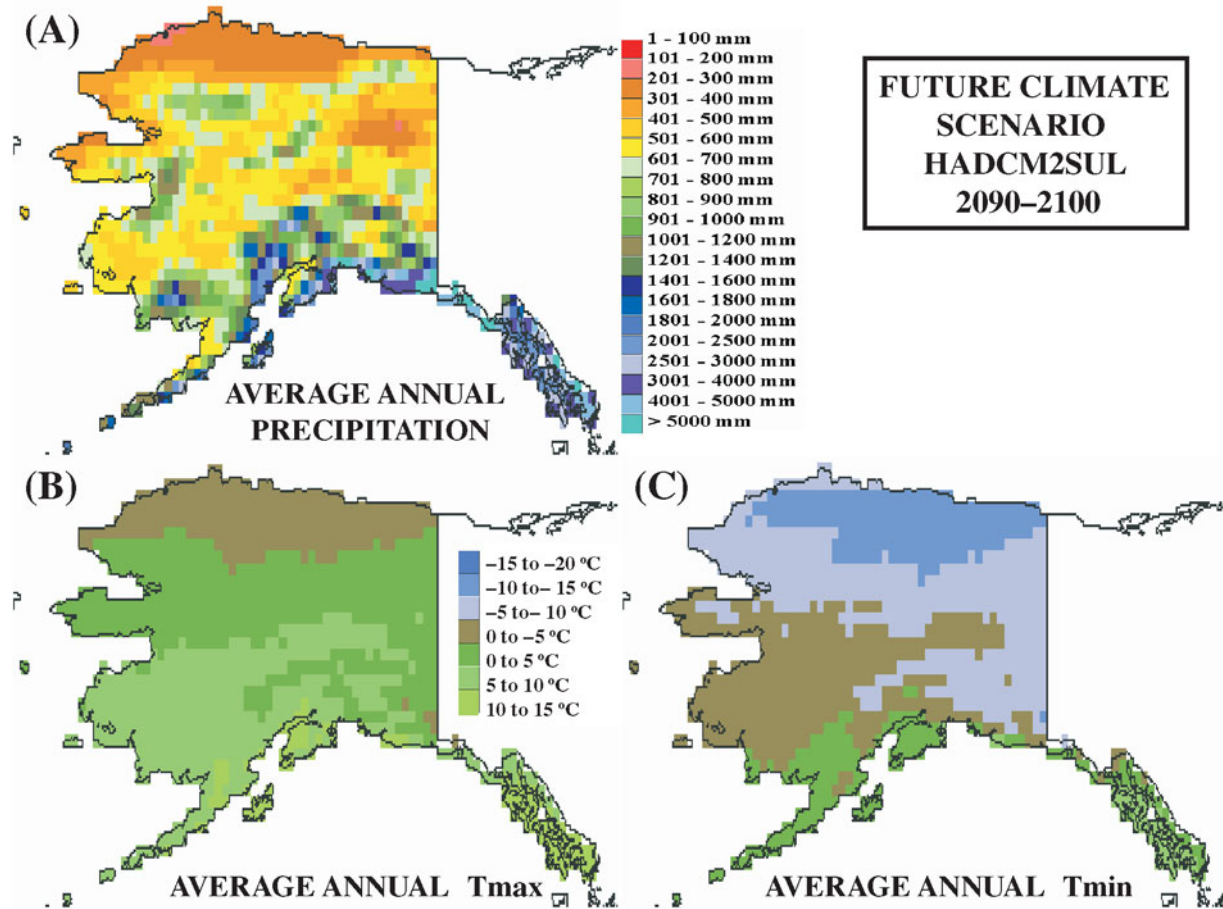 (A)
1 - 100 mm
101 - 200 mm
201 - 300 mm
301 - 400 mm
401 - 500 mm
501 - 600 mm
601 - 700 mm
701 - 800 mm
801 - 900 mm
901 - 1000 mm
1001 - 1200 mm
1201 - 1400 mm
1401 - 1600 mm
1601 - 1800 mm
1801 - 2000 mm
2001 - 2500 mm
2501 - 3000 mm
3001 - 4000 mm
4001 - 5000 mm
> 5000 mm
FUTURE CLIMATE
SCENARIO
HADCM2SUL
2090–2100
AVERAGE ANNUAL
PRECIPITATION
(B)
–15 to –20 ºC
–10 to– 15 ºC
–5 to– 10 ºC
0 to –5 ºC
0 to 5 ºC
5 to 10 ºC
10 to 15 ºC
AVERAGE ANNUAL Tmax
(C)
AVERAGE ANNUAL Tmin